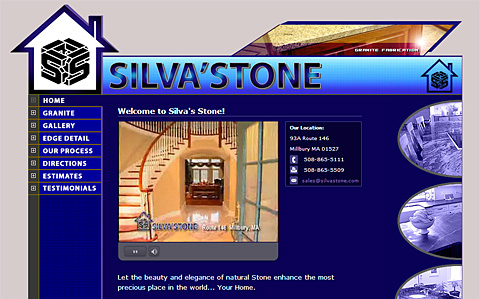 GRANITE FABRICATION
SS
SILVA'STONE
HOME
GRANITE
GALLERY
EDGE DETAIL
OUR PROCESS
DIRECTIONS
ESTIMATES
TESTIMONIALS
Welcome to Silva's Stone!
SILVA'STONE Route 146 Millbury, MA
Our Location:
93A Route 146
Millbury MA 01527
508-865-5111
508-865-5509
sales@silvastone.com
Let the beauty and elegance of natural Stone enhance the most
precious place in the world... Your Home.